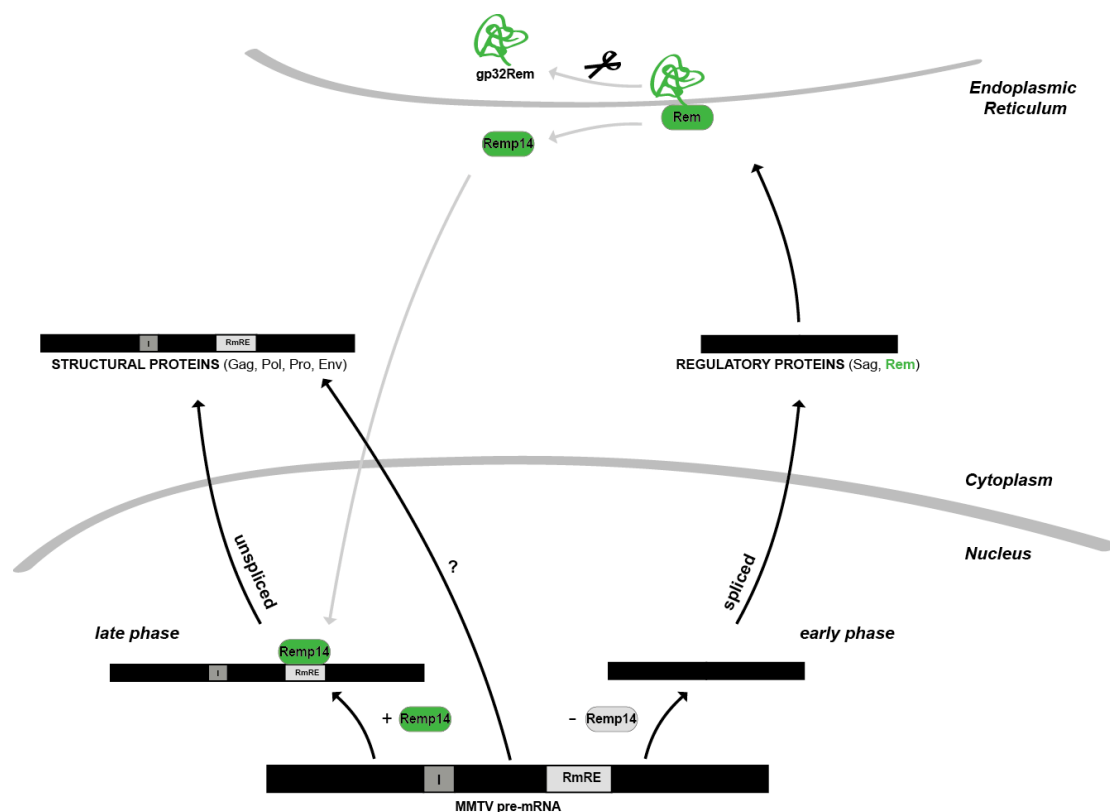 gp32Rem
Rem
Endoplasmic
Reticulum
Remp14
I
RmRE
STRUCTURAL PROTEINS (Gag, Pol, Pro, Env)
REGULATORY PROTEINS (Sag, Rem)
Cytoplasm
Nucleus
unspliced
?
spliced
late phase
early phase
Remp14
I
RmRE
+ Remp14
- Remp14
I
RmRE
MMTV pre-mRNA